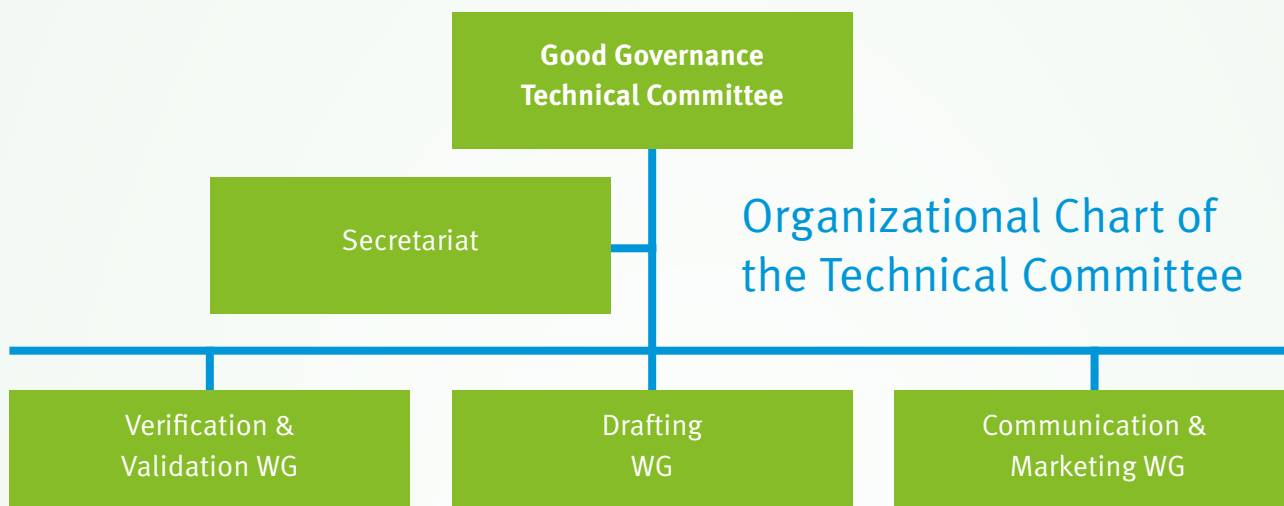 Good Governance
Technical Committee
Secretariat
Organizational Chart of
the Technical Committee
Verification &
Validation WG
Drafting
WG
Communication &
Marketing WG